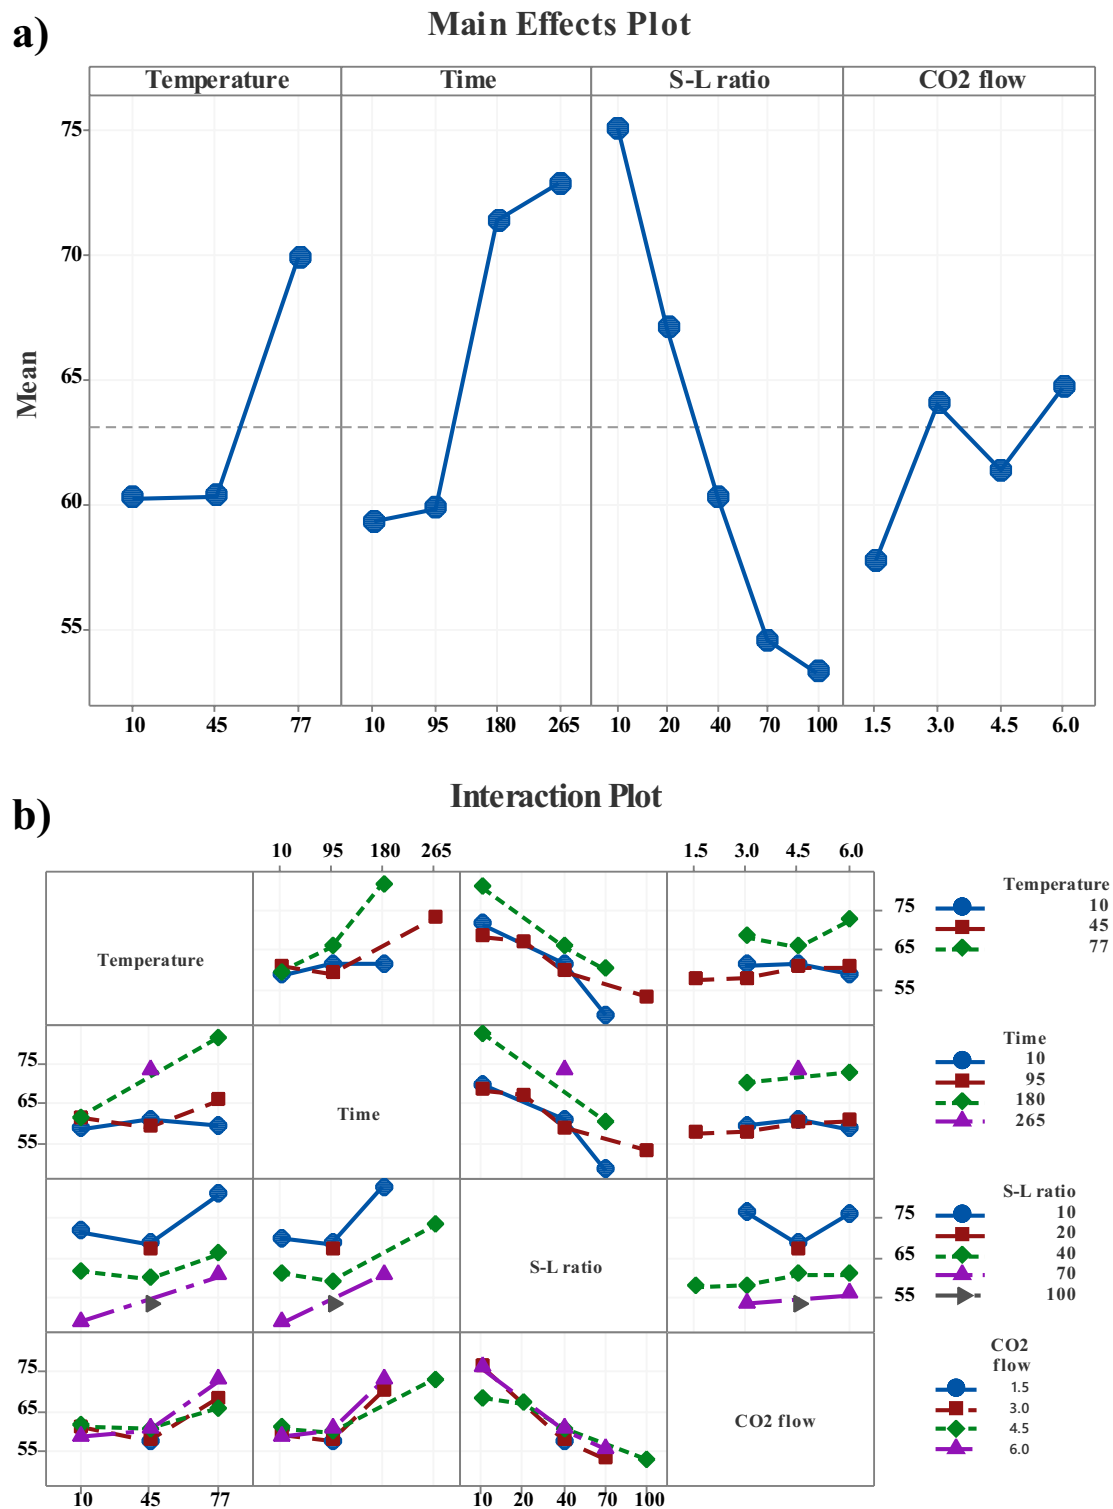 a)
Main Effects Plot
Temperature Time S-L ratio CO2 flow
75
70
65
60
55
Mean
10 45 77 10 95 180 265 10 20 40 70 100 1.5 3.0 4.5 6.0
b)
Interaction Plot
10 95 180 265 1.5 3.0 4.5 6.0
Temperature
75
65
55
Temperature
10
45
77
75
65
55
Time
Time
10
95
180
265
S-L ratio
75
65
55
S-L ratio
10
20
40
70
100
75
65
55
CO2 flow
CO2
flow
1.5
3.0
4.5
6.0
10 45 77 10 95 180 265 10 20 40 70 100